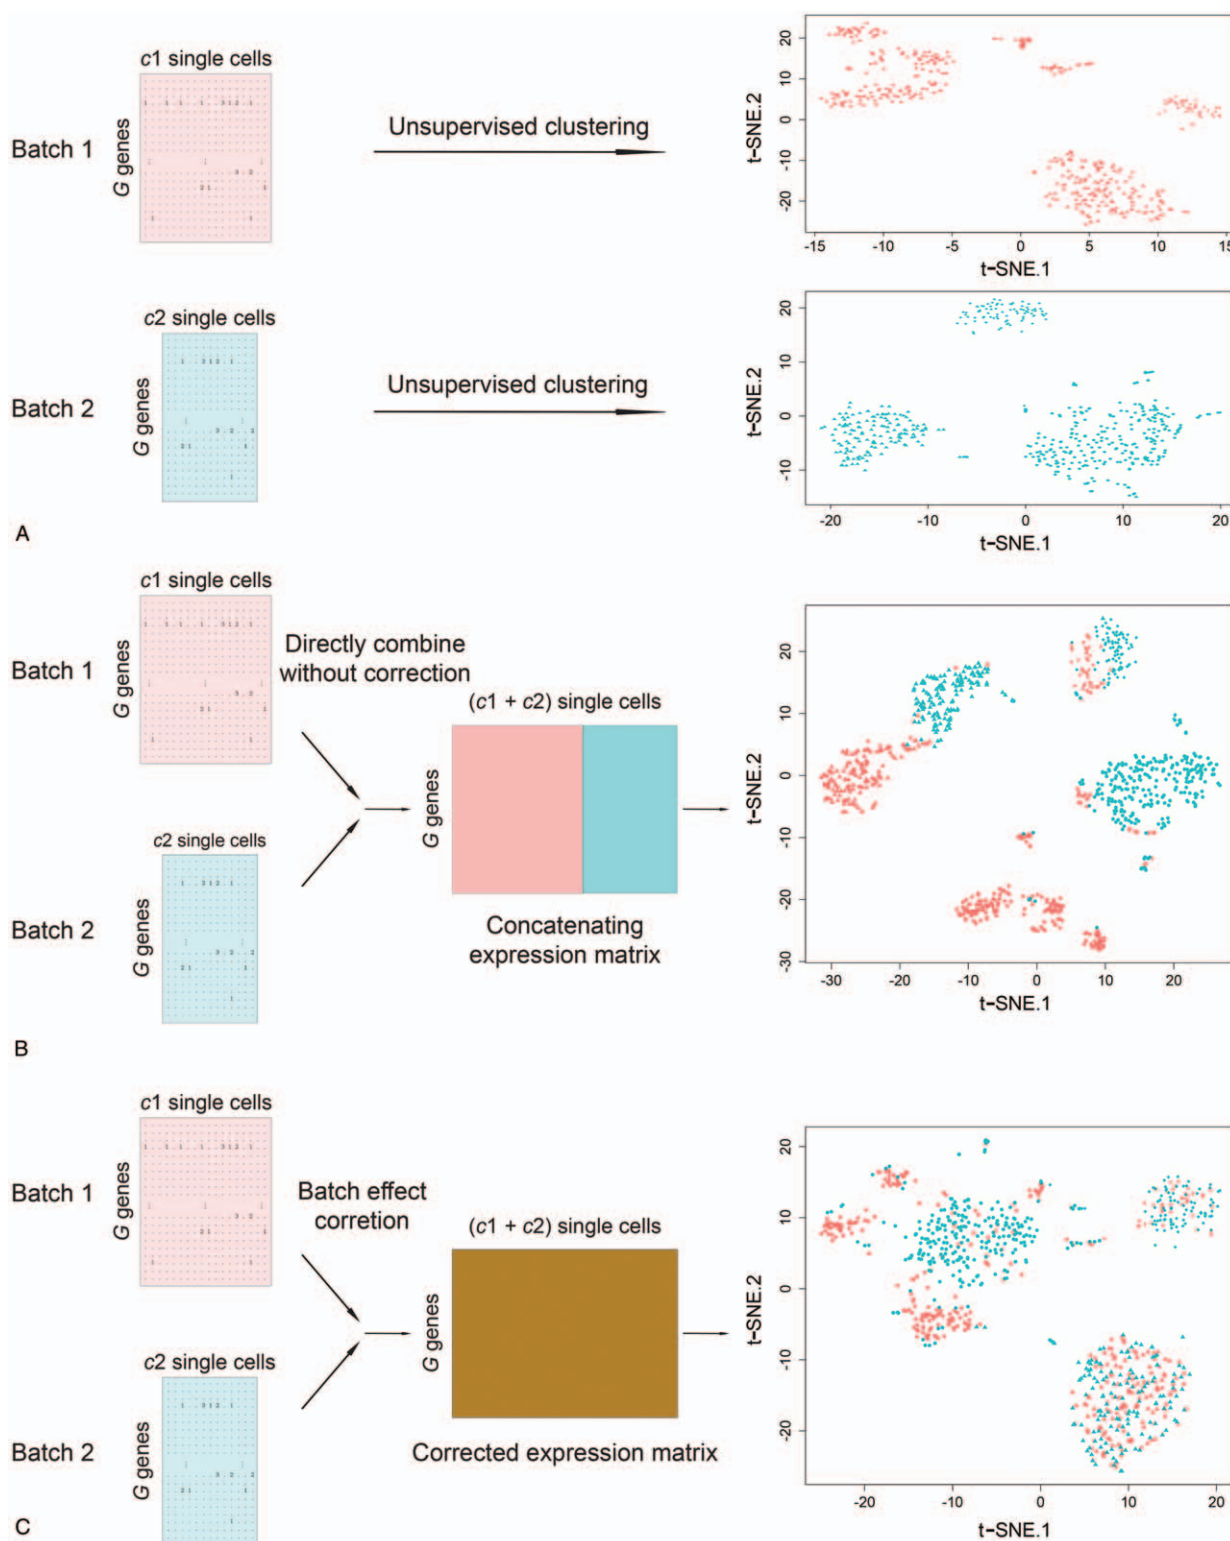 c1 single cells
Batch 1
G genes
Unsupervised clustering
t-SNE.2
20
10
0
-10
-20
-15
-10
-5
0
5
10
15
t-SNE.1
c2 single cells
Batch 2
G genes
Unsupervised clustering
t-SNE.2
20
10
0
-10
-20
-10
0
10
20
t-SNE.1
A
c1 single cells
Batch 1
G genes
Directly combine
without correction
c2 single cells
Batch 2
G genes
(c1 + c2) single cells
G genes
Concatenating
expression matrix
t-SNE.2
20
10
0
-10
-20
-30
-30
-20
-10
0
10
20
t-SNE.1
B
c1 single cells
Batch 1
G genes
Batch effect
corretion
c2 single cells
Batch 2
G genes
(c1 + c2) single cells
G genes
Corrected expression matrix
t-SNE.2
20
10
0
-10
-20
-20
-10
0
10
20
t-SNE.1
C